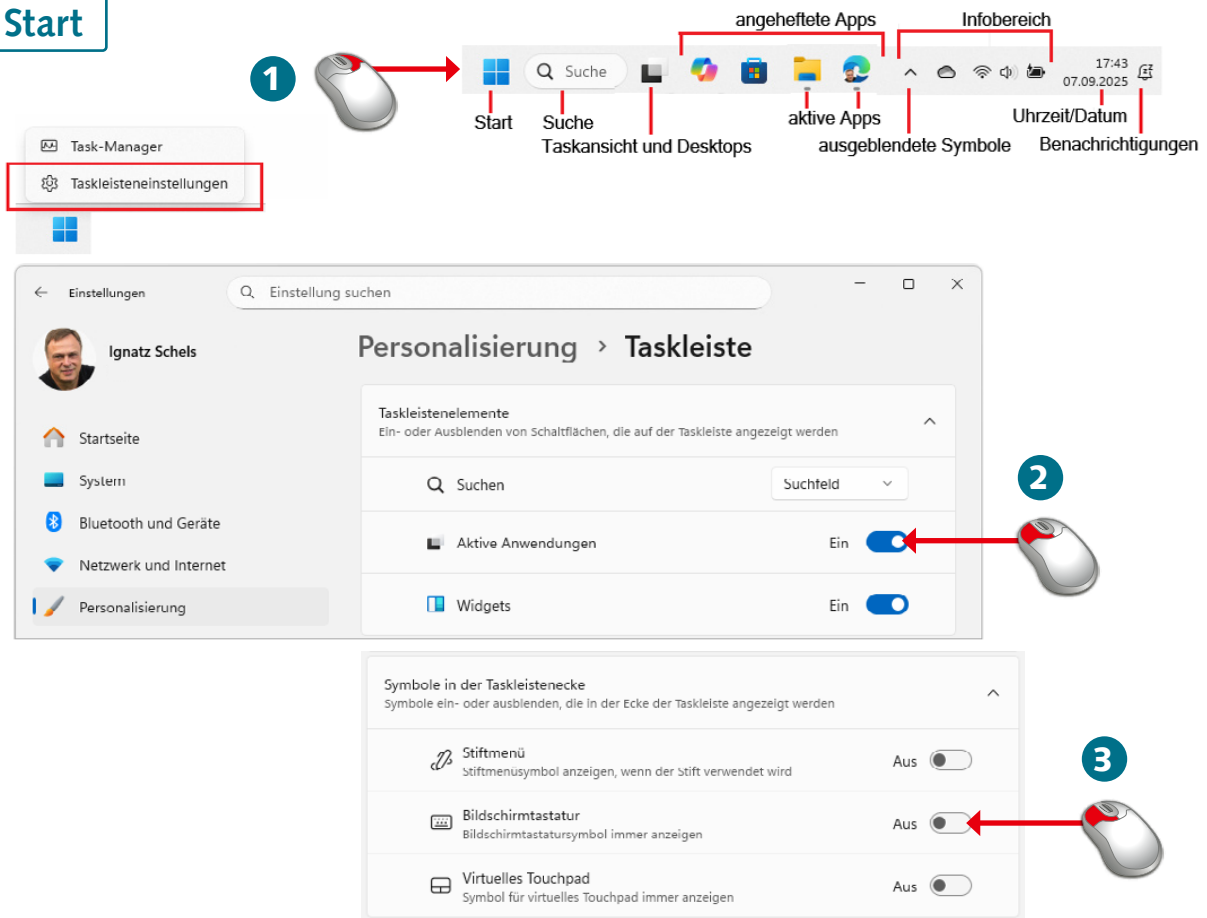 Start
angeheftete Apps
Infobereich
1
Suche
17:43
07.09.2025
Start
Suche
aktive Apps
Uhrzeit/Datum
Taskansicht und Desktops
ausgeblendete Symbole
Benachrichtigungen
Task-Manager
Taskleisteneinstellungen
Einstellungen
Einstellung suchen
Ignatz Schels
Personalisierung > Taskleiste
Startseite
System
Bluetooth und Geräte
Netzwerk und Internet
Personalisierung
Taskleistenelemente
Ein- oder Ausblenden von Schaltflächen, die auf der Taskleiste angezeigt werden
Suchen
Suchfeld
2
Aktive Anwendungen
Ein
Widgets
Ein
Symbole in der Taskleistenecke
Symbole ein- oder ausblenden, die in der Ecke der Taskleiste angezeigt werden
Stiftmenü
Stiftmenüsymbol anzeigen, wenn der Stift verwendet wird
Aus
3
Bildschirmtastatur
Bildschirmtastatursymbol immer anzeigen
Aus
Virtuelles Touchpad
Symbol für virtuelles Touchpad immer anzeigen
Aus